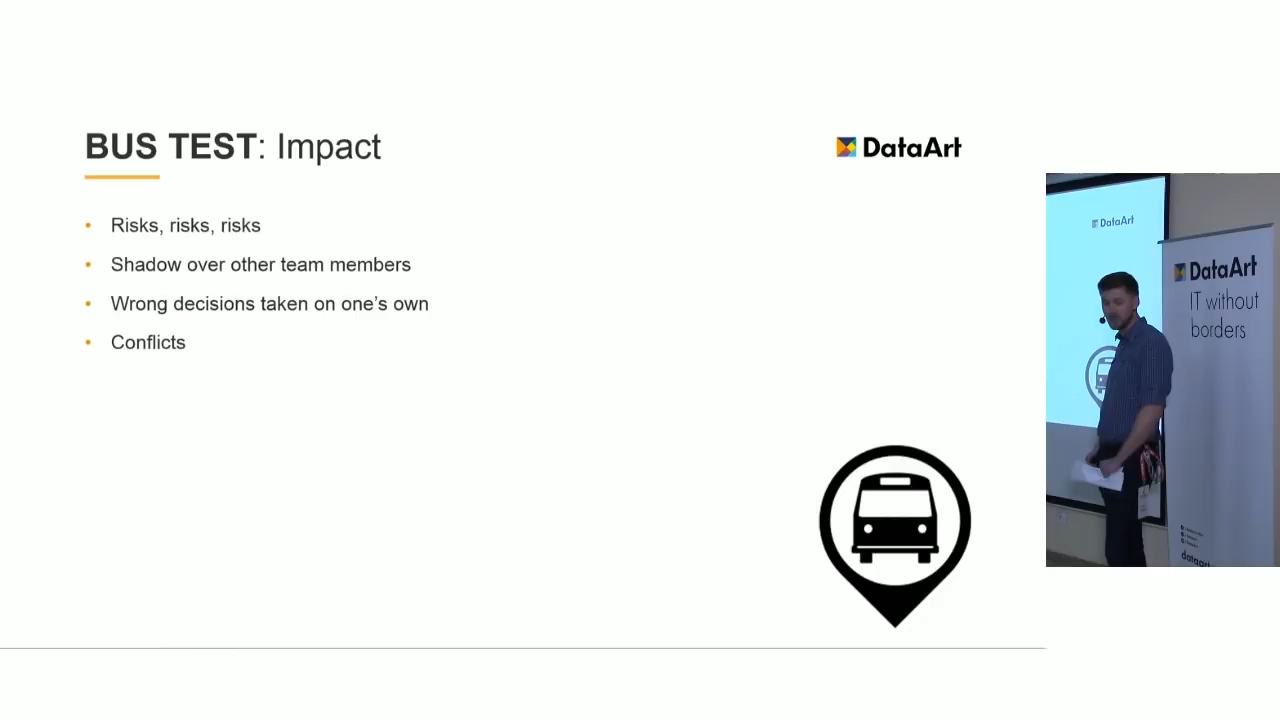 BUS TEST: Impact
DataArt
• Risks, risks, risks
• Shadow over other team members
• Wrong decisions taken on one's own
• Conflicts
DataArt
DataArt
IT without
borders
dataart